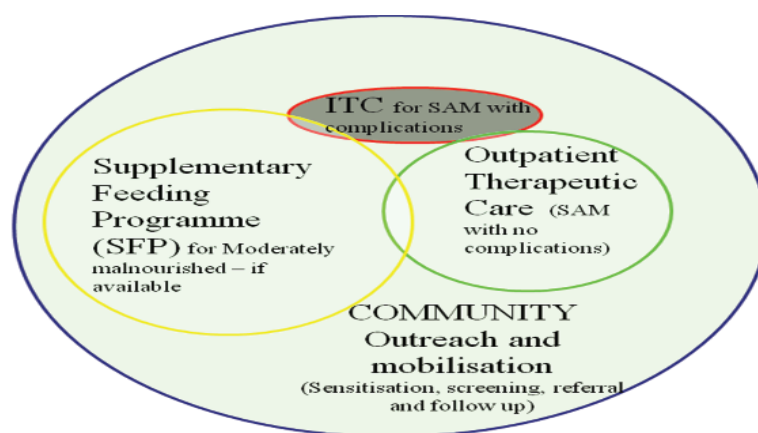 ITC for SAM with
complications
Supplementary
Feeding
Programme
(SFP) for Moderately
malnourished – if
available
Outpatient
Therapeutic
Care (SAM
with no
complications)
COMMUNITY
Outreach and
mobilisation
(Sensitisation, screening, referral
and follow up)